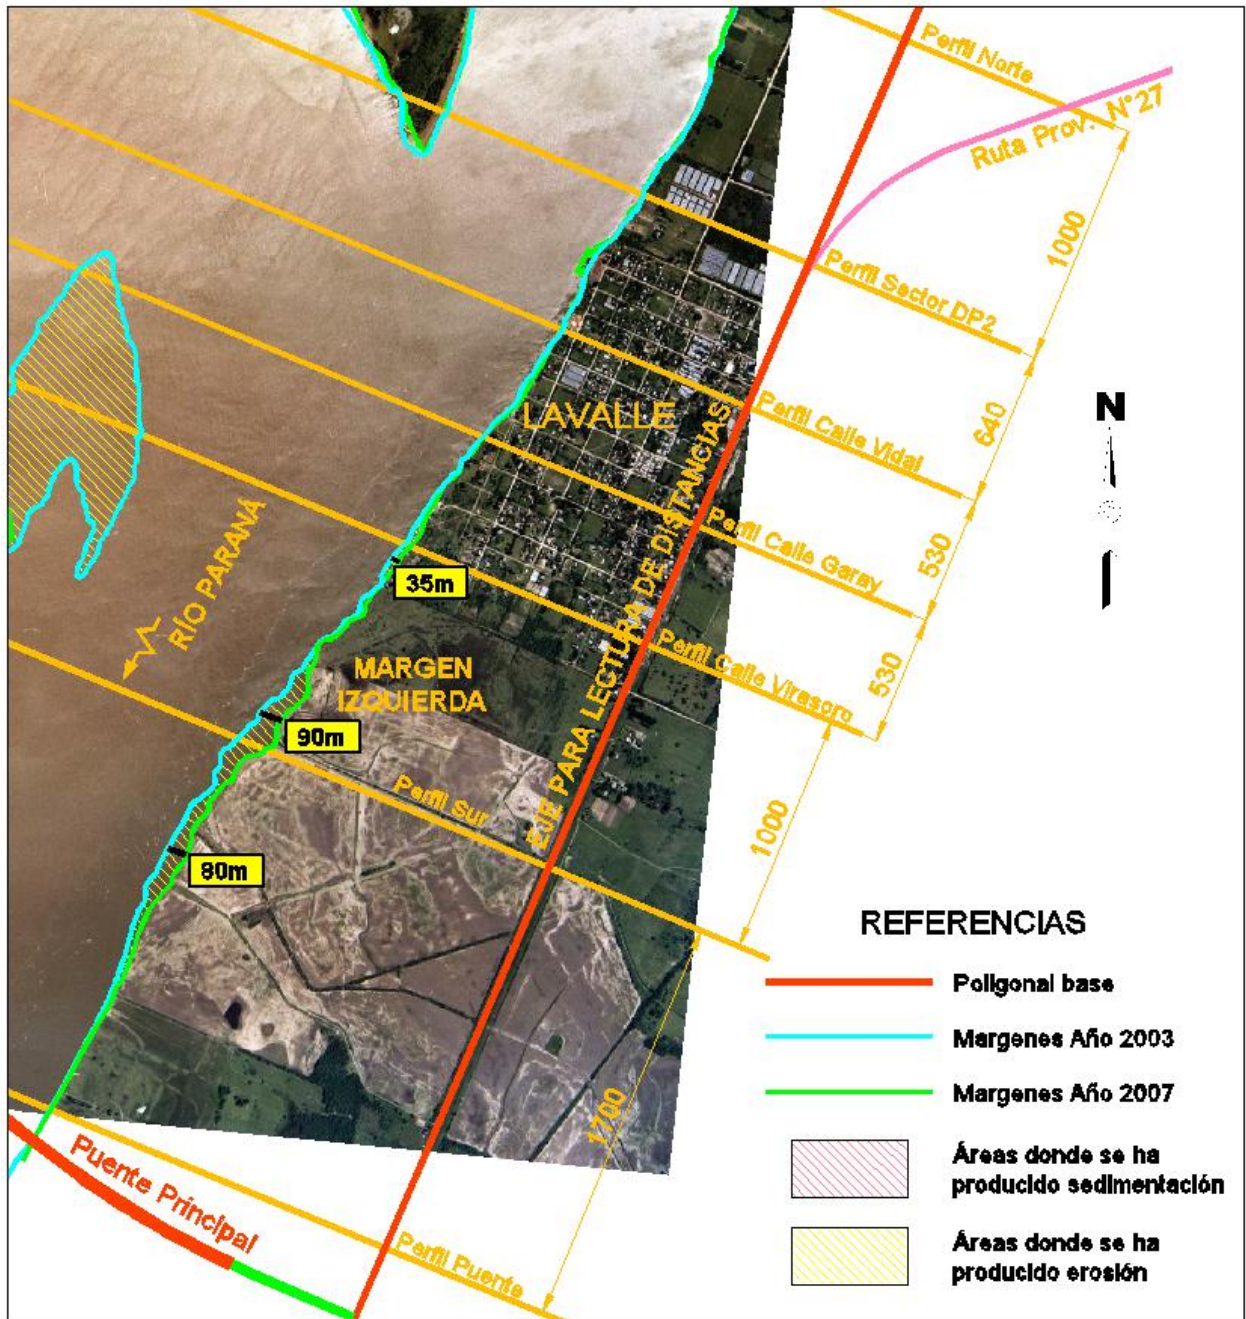 Perfil Norte
Ruta Prov. N°27
1000
Perfil Sector DP2
640
Perfil Calle Vidal
LAVALLE
530
Perfil Calle Garay
530
Perfil Calle Virasoro
EJE PARA LECTURA DE DISTANCIAS
N
RÍO PARANÁ
35m
MARGEN
IZQUIERDA
90m
Perfil Sur
80m
1000
1700
Puente Principal
Perfil Puente
REFERENCIAS
Poligonal base
Margenes Año 2003
Margenes Año 2007
Áreas donde se ha
producido sedimentación
Áreas donde se ha
producido erosión